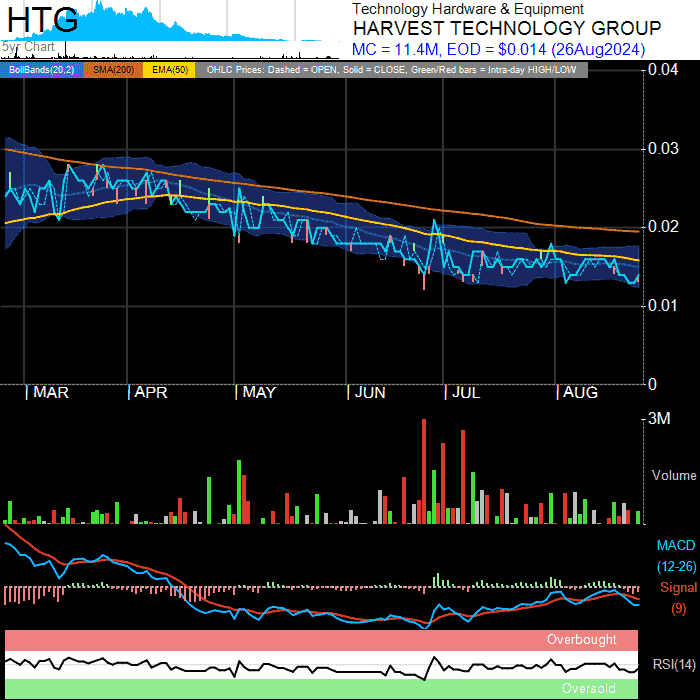 HTG
5yr Chart
Technology Hardware & Equipment
HARVEST TECHNOLOGY GROUP
MC = 11.4M, EOD = $0.014 (26Aug2024)
BollBands(20,2) SMA(200) EMA(50) OHLC Prices: Dashed = OPEN, Solid = CLOSE, Green/Red bars = Intra-day HIGH/LOW
0.04
0.03
0.02
0.01
0
MAR APR MAY JUN JUL AUG
3M
Volume
MACD
(12-26)
Signal
(9)
Overbought
RSI(14)
Oversold